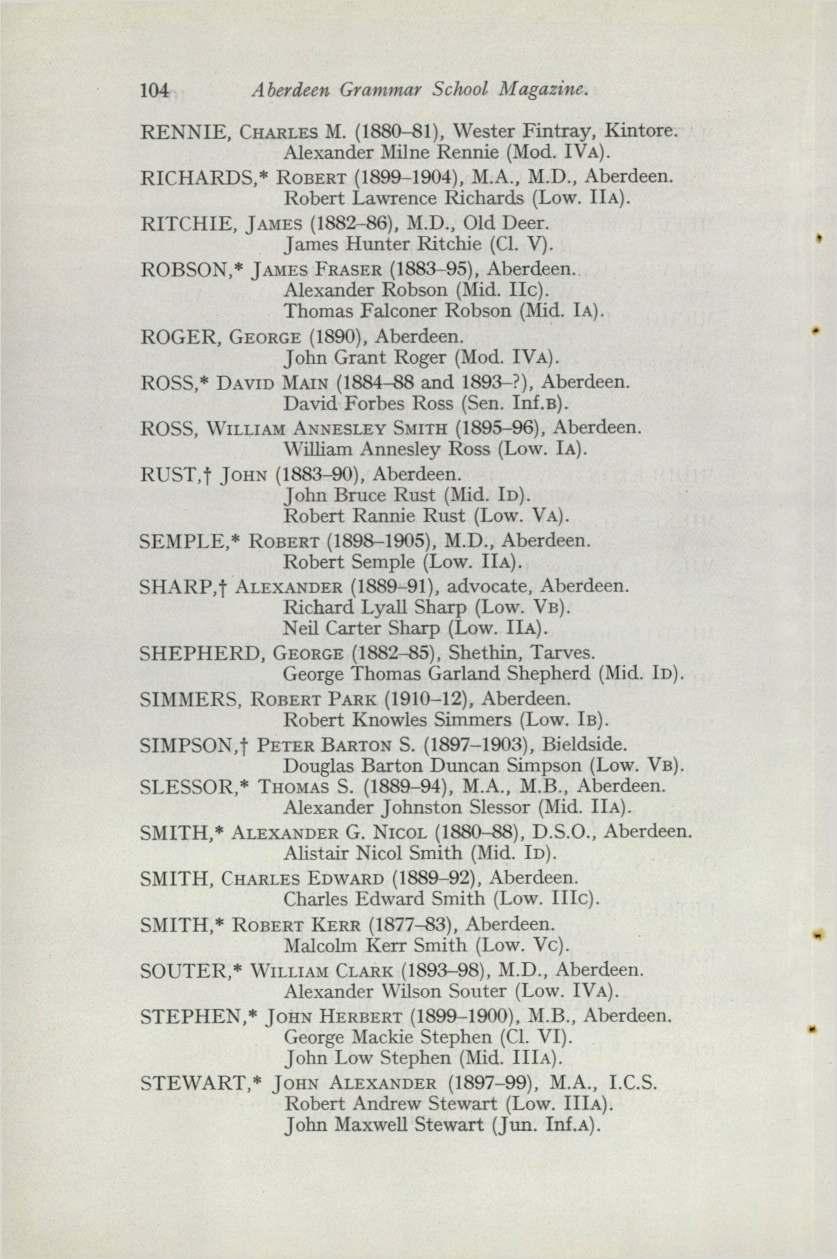 104 Aberdeen Grammar School Magazine.
RENNIE, CHARLES M. (1880–81), Wester Fintray, Kintore.
Alexander Milne Rennie (Mod. IVA).
RICHARDS,* ROBERT (1899–1904), M.A., M.D., Aberdeen.
Robert Lawrence Richards (Low. IIA).
RITCHIE, JAMES (1882–86), M.D., Old Deer.
James Hunter Ritchie (Cl. V).
ROBSON,* JAMES FRASER (1883–95), Aberdeen.
Alexander Robson (Mid. IIC).
Thomas Falconer Robson (Mid. IA).
ROGER, GEORGE (1890), Aberdeen.
John Grant Roger (Mod. IVA).
ROSS,* DAVID MAIN (1884–88 and 1893–?), Aberdeen.
David Forbes Ross (Sen. Inf.B).
ROSS, WILLIAM ANNESLEY SMITH (1895–96), Aberdeen.
William Annesley Ross (Low. IA).
RUST,† JOHN (1883–90), Aberdeen.
John Bruce Rust (Mid. ID).
Robert Rannie Rust (Low. VA).
SEMPLE,* ROBERT (1898–1905), M.D., Aberdeen.
Robert Semple (Low. IIA).
SHARP,† ALEXANDER (1889–91), advocate, Aberdeen.
Richard Lyall Sharp (Low. VB).
Neil Carter Sharp (Low. IIA).
SHEPHERD, GEORGE (1882–85), Shethin, Tarves.
George Thomas Garland Shepherd (Mid. ID).
SIMMERS, ROBERT PARK (1910–12), Aberdeen.
Robert Knowles Simmers (Low. IB).
SIMPSON,† PETER BARTON S. (1897–1903), Bieldside.
Douglas Barton Duncan Simpson (Low. VB).
SLESSOR,* THOMAS S. (1889–94), M.A., M.B., Aberdeen.
Alexander Johnston Slessor (Mid. IIA).
SMITH,* ALEXANDER G. NICOL (1880–88), D.S.O., Aberdeen.
Alistair Nicol Smith (Mid. ID).
SMITH, CHARLES EDWARD (1889–92), Aberdeen.
Charles Edward Smith (Low. IIIC).
SMITH,* ROBERT KERR (1877–83), Aberdeen.
Malcolm Kerr Smith (Low. VC).
SOUTER,* WILLIAM CLARK (1893–98), M.D., Aberdeen.
Alexander Wilson Souter (Low. IVA).
STEPHEN,* JOHN HERBERT (1899–1900), M.B., Aberdeen.
George Mackie Stephen (Cl. VI).
John Low Stephen (Mid. IIIA).
STEWART,* JOHN ALEXANDER (1897–99), M.A., I.C.S.
Robert Andrew Stewart (Low. IIIA).
John Maxwell Stewart (Jun. Inf.A).